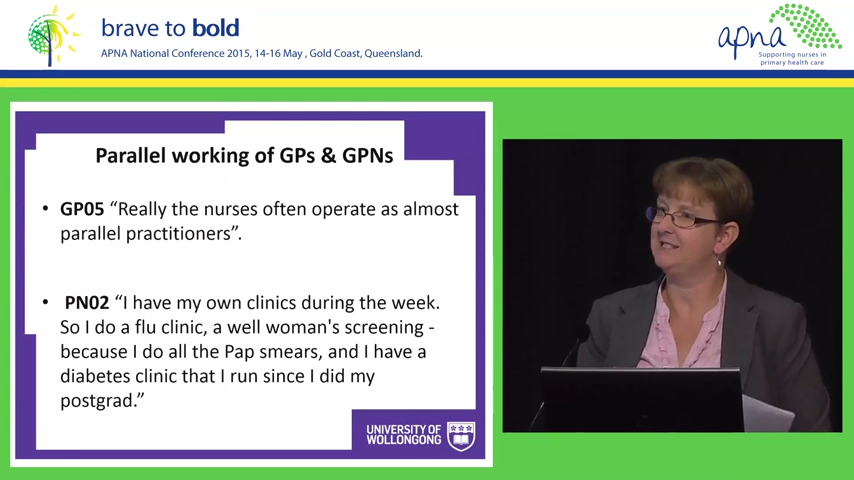 brave to bold
APNA National Conference 2015, 14-16 May , Gold Coast, Queensland.
apna
Supporting nurses in
primary health care
Parallel working of GPs & GPNs
• GP05 “Really the nurses often operate as almost
parallel practitioners”.
• PN02 “I have my own clinics during the week.
So I do a flu clinic, a well woman's screening -
because I do all the Pap smears, and I have a
diabetes clinic that I run since I did my
postgrad.”
UNIVERSITY OF
WOLLONGONG